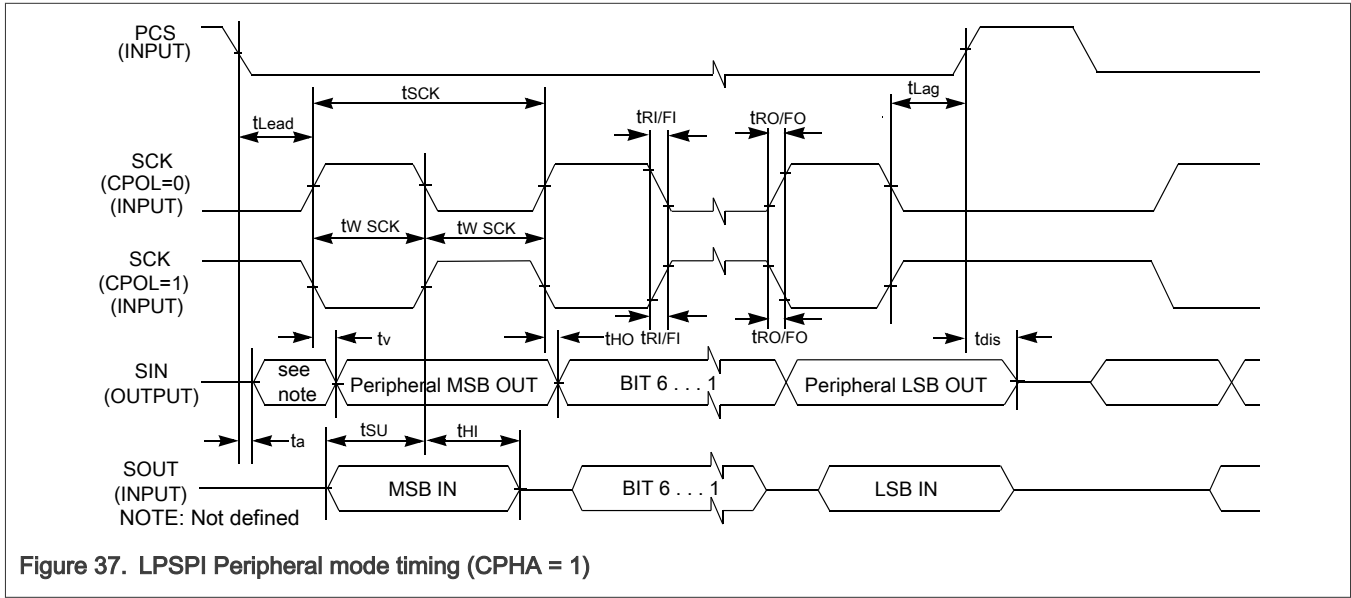 PCS
(INPUT)
tSCK
tLag
tLead
tRI/FI
tRO/FO
SCK
(CPOL=0)
(INPUT)
tW SCK
tW SCK
SCK
(CPOL=1)
(INPUT)
tv
tHO
tRI/FI
tRO/FO
tdis
SIN
(OUTPUT)
see
note
Peripheral MSB OUT
BIT 6 . . . 1
Peripheral LSB OUT
ta
tSU
tHI
SOUT
(INPUT)
MSB IN
BIT 6 . . . 1
LSB IN
NOTE: Not defined
Figure 37. LPSPI Peripheral mode timing (CPHA = 1)